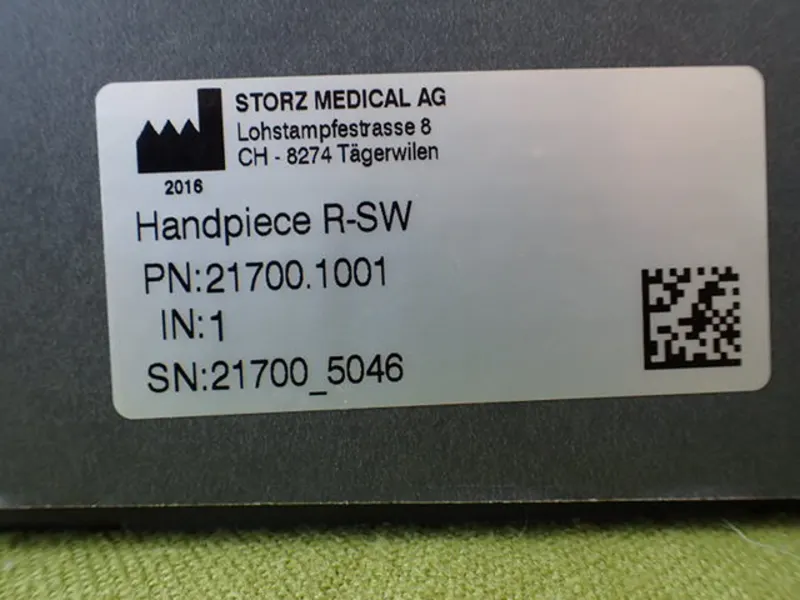 STORZ MEDICAL AG
Lohstampfestrasse 8
CH - 8274 Tägerwilen
2016
Handpiece R-SW
PN:21700.1001
IN:1
SN:21700_5046